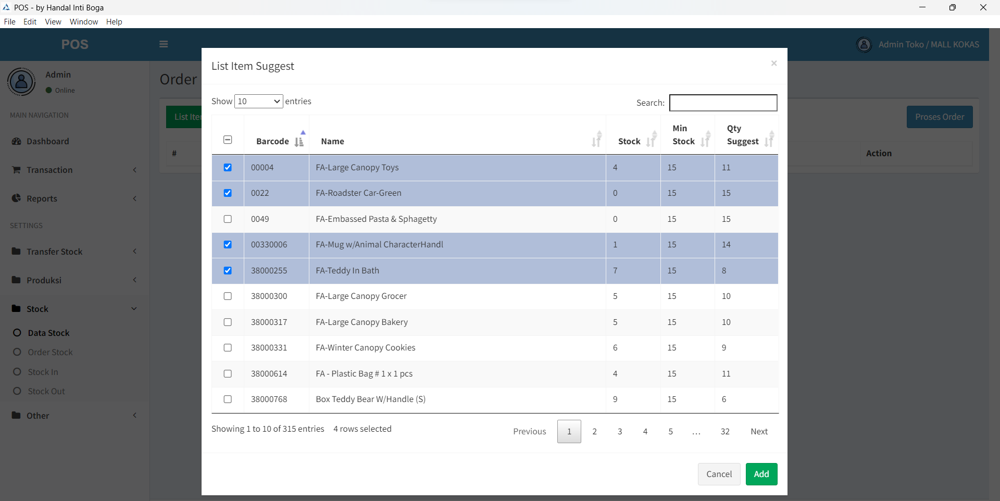 POS - by Handal Inti Boga
File Edit View Window Help
POS
Admin Toko / MALL KOKAS
Admin
Online
MAIN NAVIGATION
Dashboard
Transaction
Reports
SETTINGS
Transfer Stock
Produksi
Stock
Data Stock
Order Stock
Stock In
Stock Out
Other
Order
List Ite
Proses Order
#
Action
List Item Suggest
×
Show 10 entries
Search:
Barcode Name Stock Min Stock Qty Suggest
00004 FA-Large Canopy Toys 4 15 11
0022 FA-Roadster Car-Green 0 15 15
0049 FA-Embassed Pasta & Sphagetty 0 15 15
00330006 FA-Mug w/Animal CharacterHandl 1 15 14
38000255 FA-Teddy In Bath 7 15 8
38000300 FA-Large Canopy Grocer 5 15 10
38000317 FA-Large Canopy Bakery 5 15 10
38000331 FA-Winter Canopy Cookies 6 15 9
38000614 FA - Plastic Bag # 1 x 1 pcs 4 15 11
38000768 Box Teddy Bear W/Handle (S) 9 15 6
Showing 1 to 10 of 315 entries 4 rows selected
Previous 1 2 3 4 5 … 32 Next
Cancel Add